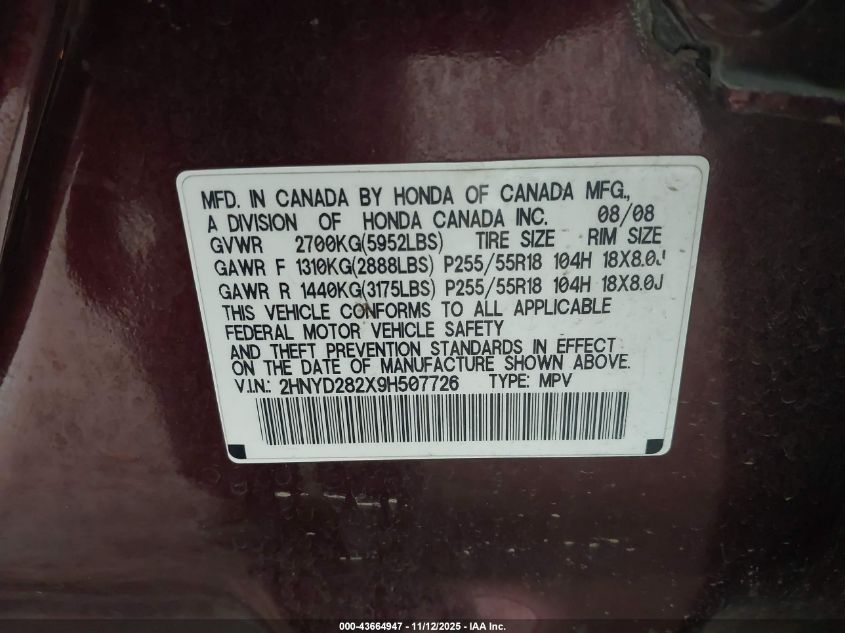 MFD. IN CANADA BY HONDA OF CANADA MFG.,
A DIVISION OF HONDA CANADA INC. 08/08
GVWR 2700KG(5952LBS) TIRE SIZE RIM SIZE
GAWR F 1310KG(2888LBS) P255/55R18 104H 18X8.0J
GAWR R 1440KG(3175LBS) P255/55R18 104H 18X8.0J
THIS VEHICLE CONFORMS TO ALL APPLICABLE
FEDERAL MOTOR VEHICLE SAFETY
AND THEFT PREVENTION STANDARDS IN EFFECT
ON THE DATE OF MANUFACTURE SHOWN ABOVE.
V.I.N.: 2HNYD282X9H507726 TYPE: MPV
000-43664947 - 11/12/2025 - IAA Inc.